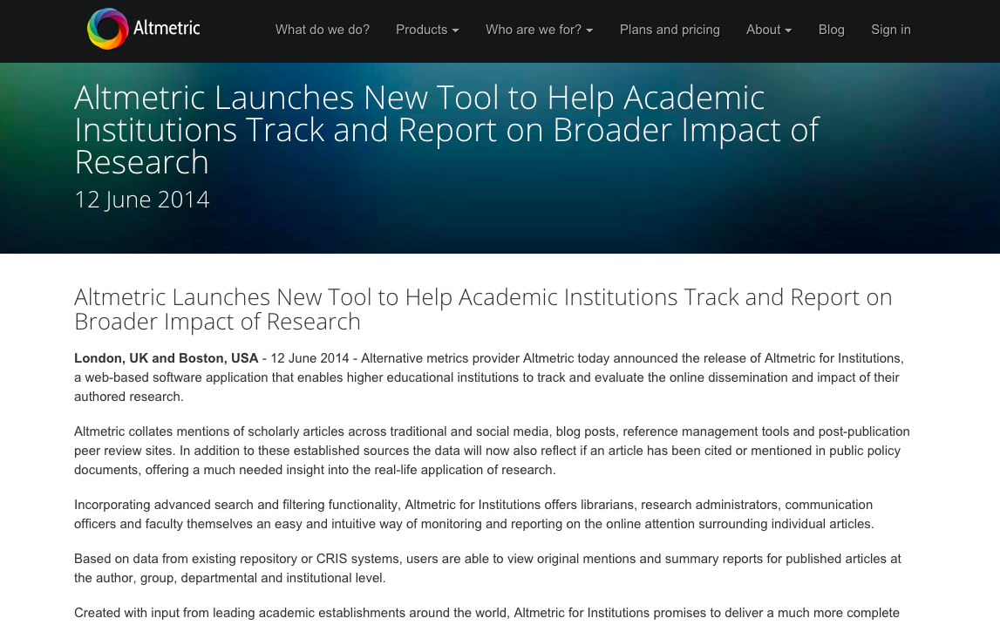 Altmetric
What do we do? Products Who are we for? Plans and pricing About Blog Sign in
Altmetric Launches New Tool to Help Academic
Institutions Track and Report on Broader Impact of
Research
12 June 2014
Altmetric Launches New Tool to Help Academic Institutions Track and Report on
Broader Impact of Research
London, UK and Boston, USA - 12 June 2014 - Alternative metrics provider Altmetric today announced the release of Altmetric for Institutions,
a web-based software application that enables higher educational institutions to track and evaluate the online dissemination and impact of their
authored research.
Altmetric collates mentions of scholarly articles across traditional and social media, blog posts, reference management tools and post-publication
peer review sites. In addition to these established sources the data will now also reflect if an article has been cited or mentioned in public policy
documents, offering a much needed insight into the real-life application of research.
Incorporating advanced search and filtering functionality, Altmetric for Institutions offers librarians, research administrators, communication
officers and faculty themselves an easy and intuitive way of monitoring and reporting on the online attention surrounding individual articles.
Based on data from existing repository or CRIS systems, users are able to view original mentions and summary reports for published articles at
the author, group, departmental and institutional level.
Created with input from leading academic establishments around the world, Altmetric for Institutions promises to deliver a much more complete